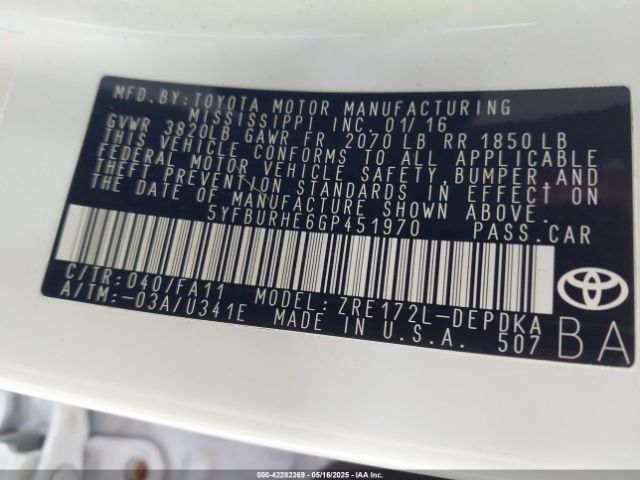 MFD.BY:TOYOTA MOTOR MANUFACTURING
MISSISSIPPI INC. 01/16
GVWR 3820LB GAWR FR 2070 LB RR 1850 LB
THIS VEHICLE CONFORMS TO ALL APPLICABLE
FEDERAL MOTOR VEHICLE SAFETY, BUMPER, AND
THEFT PREVENTION STANDARDS IN EFFECT ON
THE DATE OF MANUFACTURE SHOWN ABOVE.
5YFBURHE6GP451970 PASS.CAR
C/TR: 040/FA11 MODEL: ZRE172L-DEPDKA
A/TM:-03A/U341E MADE IN U.S.A. 507
BA
000-42282369 - 05/16/2025 - IAA Inc.